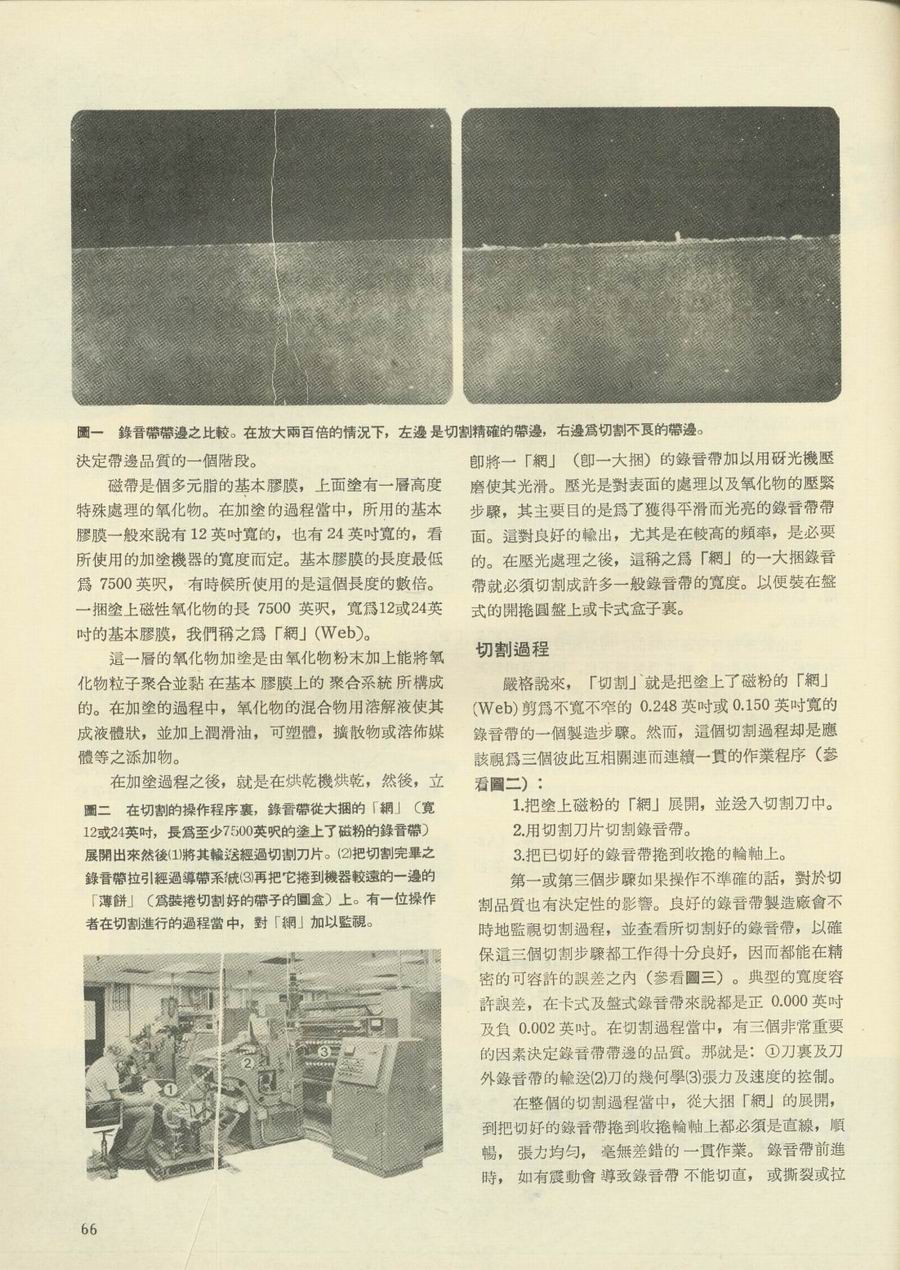 圖一　錄音帶帶邊之比較。在放大兩百倍的情況下，左邊是切割精確的帶邊，右邊爲切割不良的帶邊。
決定帶邊品質的一個階段。
磁帶是個多元脂的基本膠膜，上面塗有一層高度
特殊處理的氧化物。在加塗的過程當中，所用的基本
膠膜一般來說有12英吋寬的，也有24英吋寬的，看
所使用的加塗機器的寬度而定。基本膠膜的長度最低
爲 7500 英呎，有時候所使用的是這個長度的數倍。
一捆塗上磁性氧化物的長 7500 英呎，寬爲12或24英
吋的基本膠膜，我們稱之爲「網」(Web)。
這一層的氧化物加塗是由氧化物粉末加上能將氧
化物粒子聚合並黏在基本膠膜上的聚合系統所構成
的。在加塗的過程中，氧化物的混合物用溶解液使其
成液體狀，並加上潤滑油，可塑體，擴散物或溶佈媒
體等之添加物。
在加塗過程之後，就是在烘乾機烘乾，然後，立
圖二　在切割的操作程序裏，錄音帶從大捆的「網」（寬
12或24英吋，長爲至少7500英呎的塗上了磁粉的錄音帶）
展開出來然後⑴將其輸送經過切割刀片。⑵把切割完畢之
錄音帶拉引經過導帶系統⑶再把它捲到機器較遠的一邊的
「薄餅」（爲裝捲切割好的帶子的圓盒）上。有一位操作
者在切割進行的過程當中，對「網」加以監視。
①
②
③
卽將一「網」（卽一大捆）的錄音帶加以用砑光機壓
磨使其光滑。壓光是對表面的處理以及氧化物的壓緊
步驟，其主要目的是爲了獲得平滑而光亮的錄音帶帶
面。這對良好的輸出，尤其是在較高的頻率，是必要
的。在壓光處理之後，這稱之爲「網」的一大捆錄音
帶就必須切割成許多一般錄音帶的寬度。以便裝在盤
式的開捲圓盤上或卡式盒子裏。
切割過程
嚴格說來，「切割」就是把塗上了磁粉的「網」
(Web) 剪爲不寬不窄的 0.248 英吋或 0.150 英吋寬的
錄音帶的一個製造步驟。然而，這個切割過程却是應
該視爲三個彼此互相關連而連續一貫的作業程序（參
看圖二）：
1.把塗上磁粉的「網」展開，並送入切割刀中。
2.用切割刀片切割錄音帶。
3.把已切好的錄音帶捲到收捲的輪軸上。
第一或第三個步驟如果操作不準確的話，對於切
割品質也有決定性的影響。良好的錄音帶製造廠會不
時地監視切割過程，並查看所切割好的錄音帶，以確
保這三個切割步驟都工作得十分良好，因而都能在精
密的可容許的誤差之內（參看圖三）。典型的寬度容
許誤差，在卡式及盤式錄音帶來說都是正 0.000 英吋
及負 0.002 英吋。在切割過程當中，有三個非常重要
的因素決定錄音帶帶邊的品質。那就是：①刀裏及刀
外錄音帶的輸送⑵刀的幾何學⑶張力及速度的控制。
在整個的切割過程當中，從大捆「網」的展開，
到把切好的錄音帶捲到收捲輪軸上都必須是直線，順
暢，張力均勻，毫無差錯的一貫作業。錄音帶前進
時，如有震動會導致錄音帶不能切直，或撕裂或拉
66